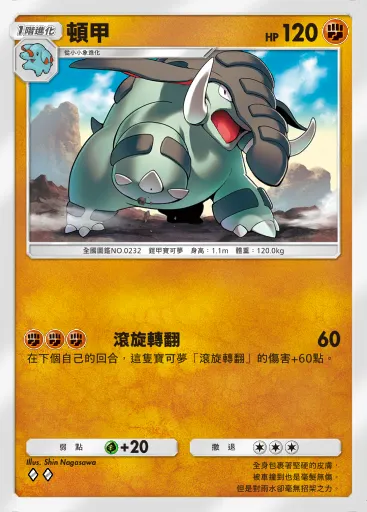 1階進化
頓甲
HP 120
從小小象進化
全國圖鑑NO.0232 鎧甲寶可夢 身高：1.1m 體重：120.0kg
滾旋轉翻 60
在下個自己的回合，這隻寶可夢「滾旋轉翻」的傷害+60點。
弱點 +20 撤退
Illus. Shin Nagasawa
全身包裹著堅硬的皮膚，
被車撞到也是毫髮無傷，
但是對雨水卻毫無招架之力。